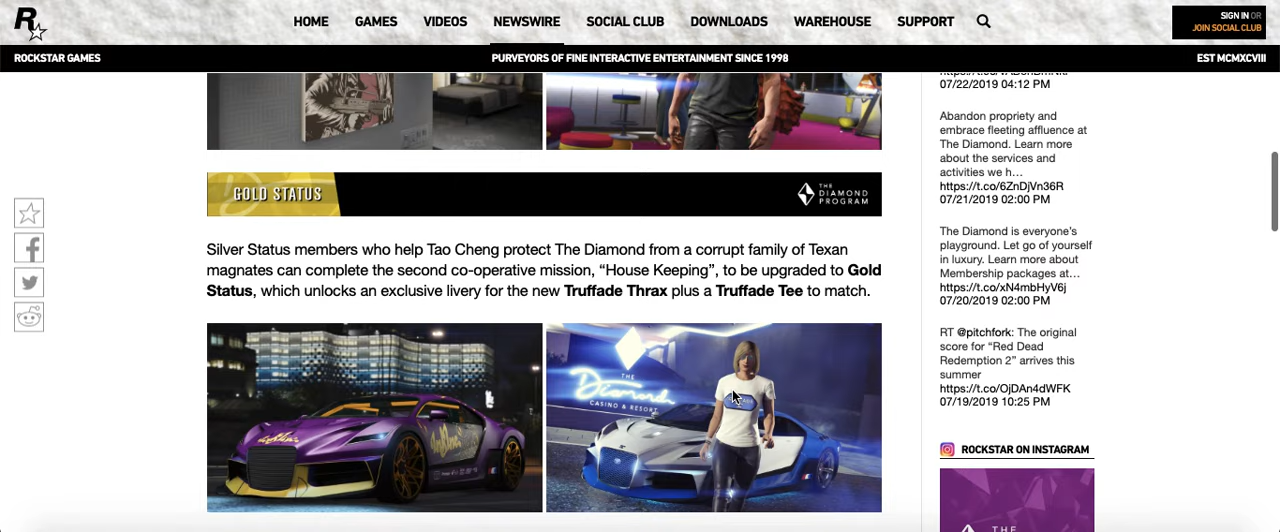 R
HOME GAMES VIDEOS NEWSWIRE SOCIAL CLUB DOWNLOADS WAREHOUSE SUPPORT
SIGN IN OR
JOIN SOCIAL CLUB
ROCKSTAR GAMES PURVEYORS OF FINE INTERACTIVE ENTERTAINMENT SINCE 1998 EST MCMXCVIII
GOLD STATUS
THE
DIAMOND
PROGRAM
Silver Status members who help Tao Cheng protect The Diamond from a corrupt family of Texan
magnates can complete the second co-operative mission, “House Keeping”, to be upgraded to Gold
Status, which unlocks an exclusive livery for the new Truffade Thrax plus a Truffade Tee to match.
THE
Diamond
CASINO & RESORT
07/22/2019 04:12 PM
Abandon propriety and
embrace fleeting affluence at
The Diamond. Learn more
about the services and
activities we h…
https://t.co/6ZnDjVn36R
07/21/2019 02:00 PM
The Diamond is everyone’s
playground. Let go of yourself
in luxury. Learn more about
Membership packages at…
https://t.co/xN4mbHyV6j
07/20/2019 02:00 PM
RT @pitchfork: The original
score for “Red Dead
Redemption 2” arrives this
summer
https://t.co/OjDAn4dWFK
07/19/2019 10:25 PM
ROCKSTAR ON INSTAGRAM
THE